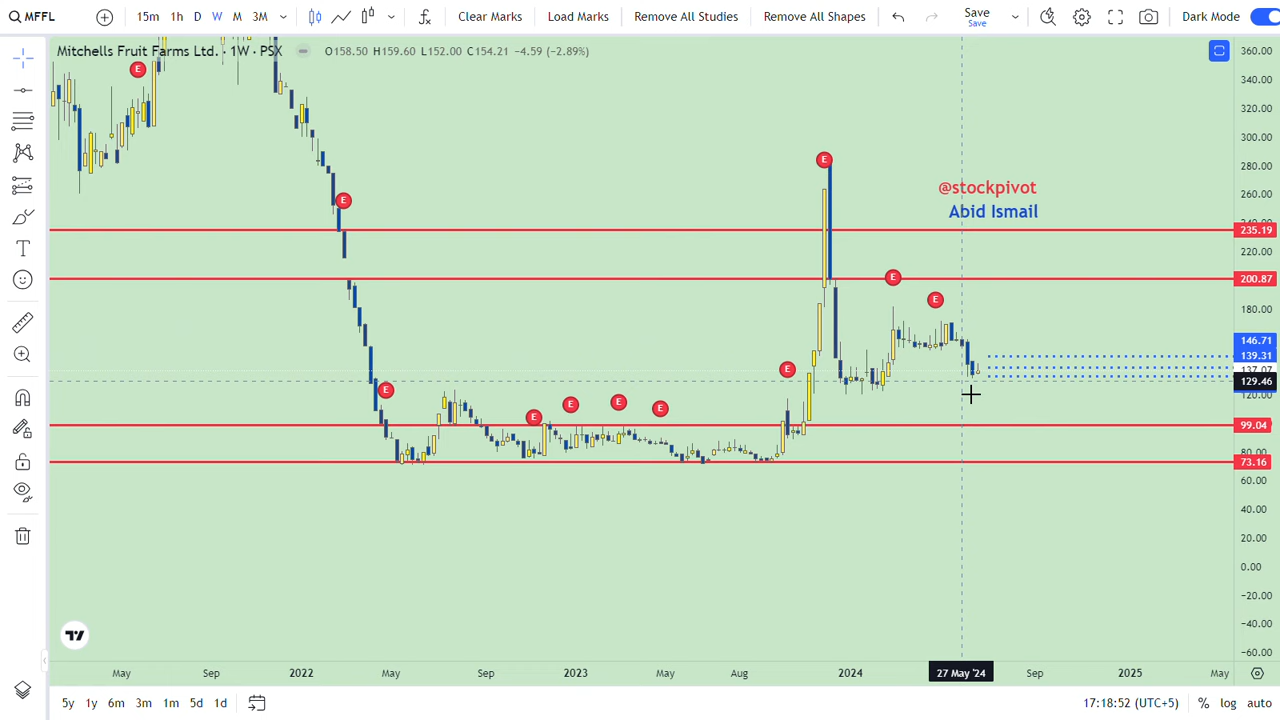 MFFL 15m 1h D W M 3M Clear Marks Load Marks Remove All Studies Remove All Shapes Save Dark Mode
Save
Mitchells Fruit Farms Ltd. · 1W · PSX O158.50 H159.60 L152.00 C154.21 -4.59 (-2.89%)
360.00
340.00
320.00
300.00
280.00
260.00
240.00
235.19
220.00
200.87
180.00
146.71
139.31
137.07
129.46
120.00
99.04
80.00
73.16
60.00
40.00
20.00
0.00
-20.00
-40.00
-60.00
E
E
E
E
E
E
E
E
E
E
E
@stockpivot
Abid Ismail
May Sep 2022 May Sep 2023 May Aug 2024 27 May '24 Sep 2025 May
5y 1y 6m 3m 1m 5d 1d 17:18:52 (UTC+5) % log auto